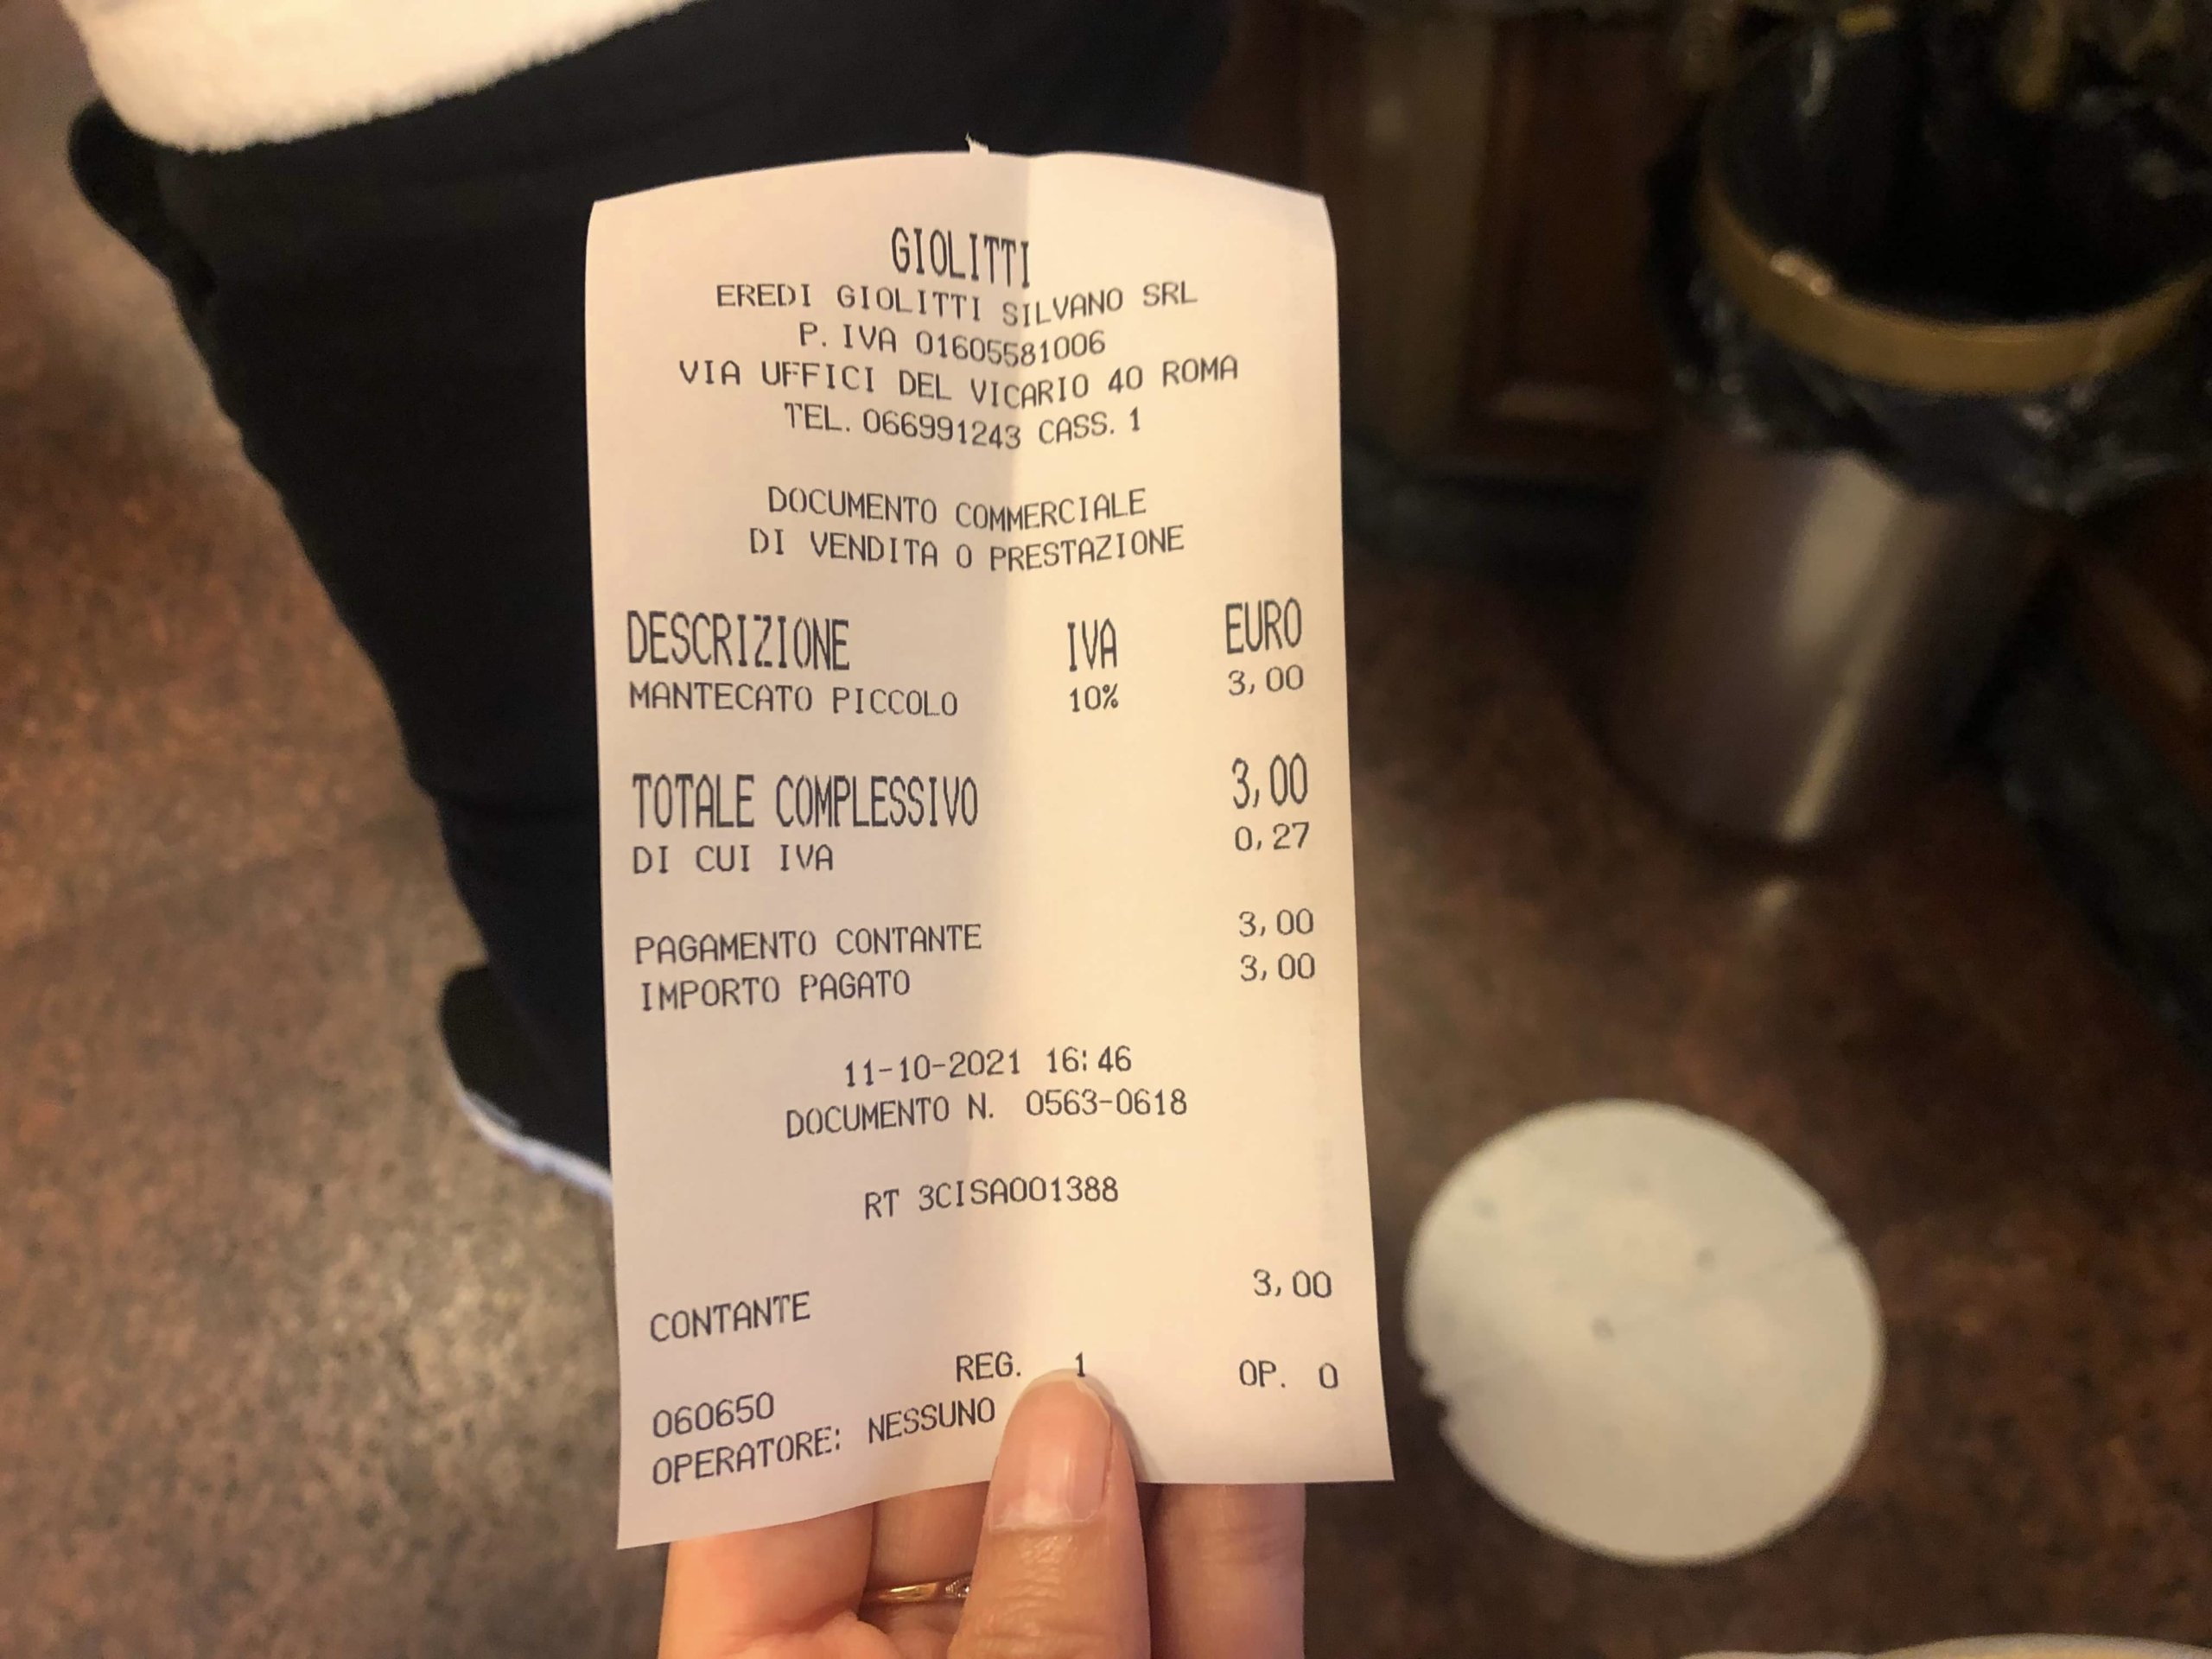 GIOLITTI
EREDI GIOLITTI SILVANO SRL
P. IVA 01605581006
VIA UFFICI DEL VICARIO 40 ROMA
TEL. 066991243 CASS. 1
DOCUMENTO COMMERCIALE
DI VENDITA O PRESTAZIONE
DESCRIZIONE IVA EURO
MANTECATO PICCOLO 10% 3,00
TOTALE COMPLESSIVO 3,00
DI CUI IVA 0,27
PAGAMENTO CONTANTE 3,00
IMPORTO PAGATO 3,00
11-10-2021 16:46
DOCUMENTO N. 0563-0618
RT 3CISA001388
CONTANTE 3,00
060650 REG. 1 OP. 0
OPERATORE: NESSUNO